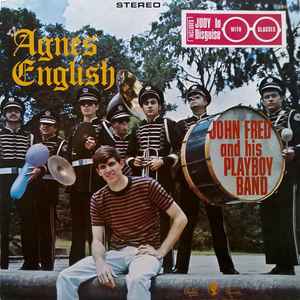 STEREO
Agnes
English
JUDY In
Disguise
WITH
GLASSES
JOHN FRED
and his
PLAYBOY
BAND